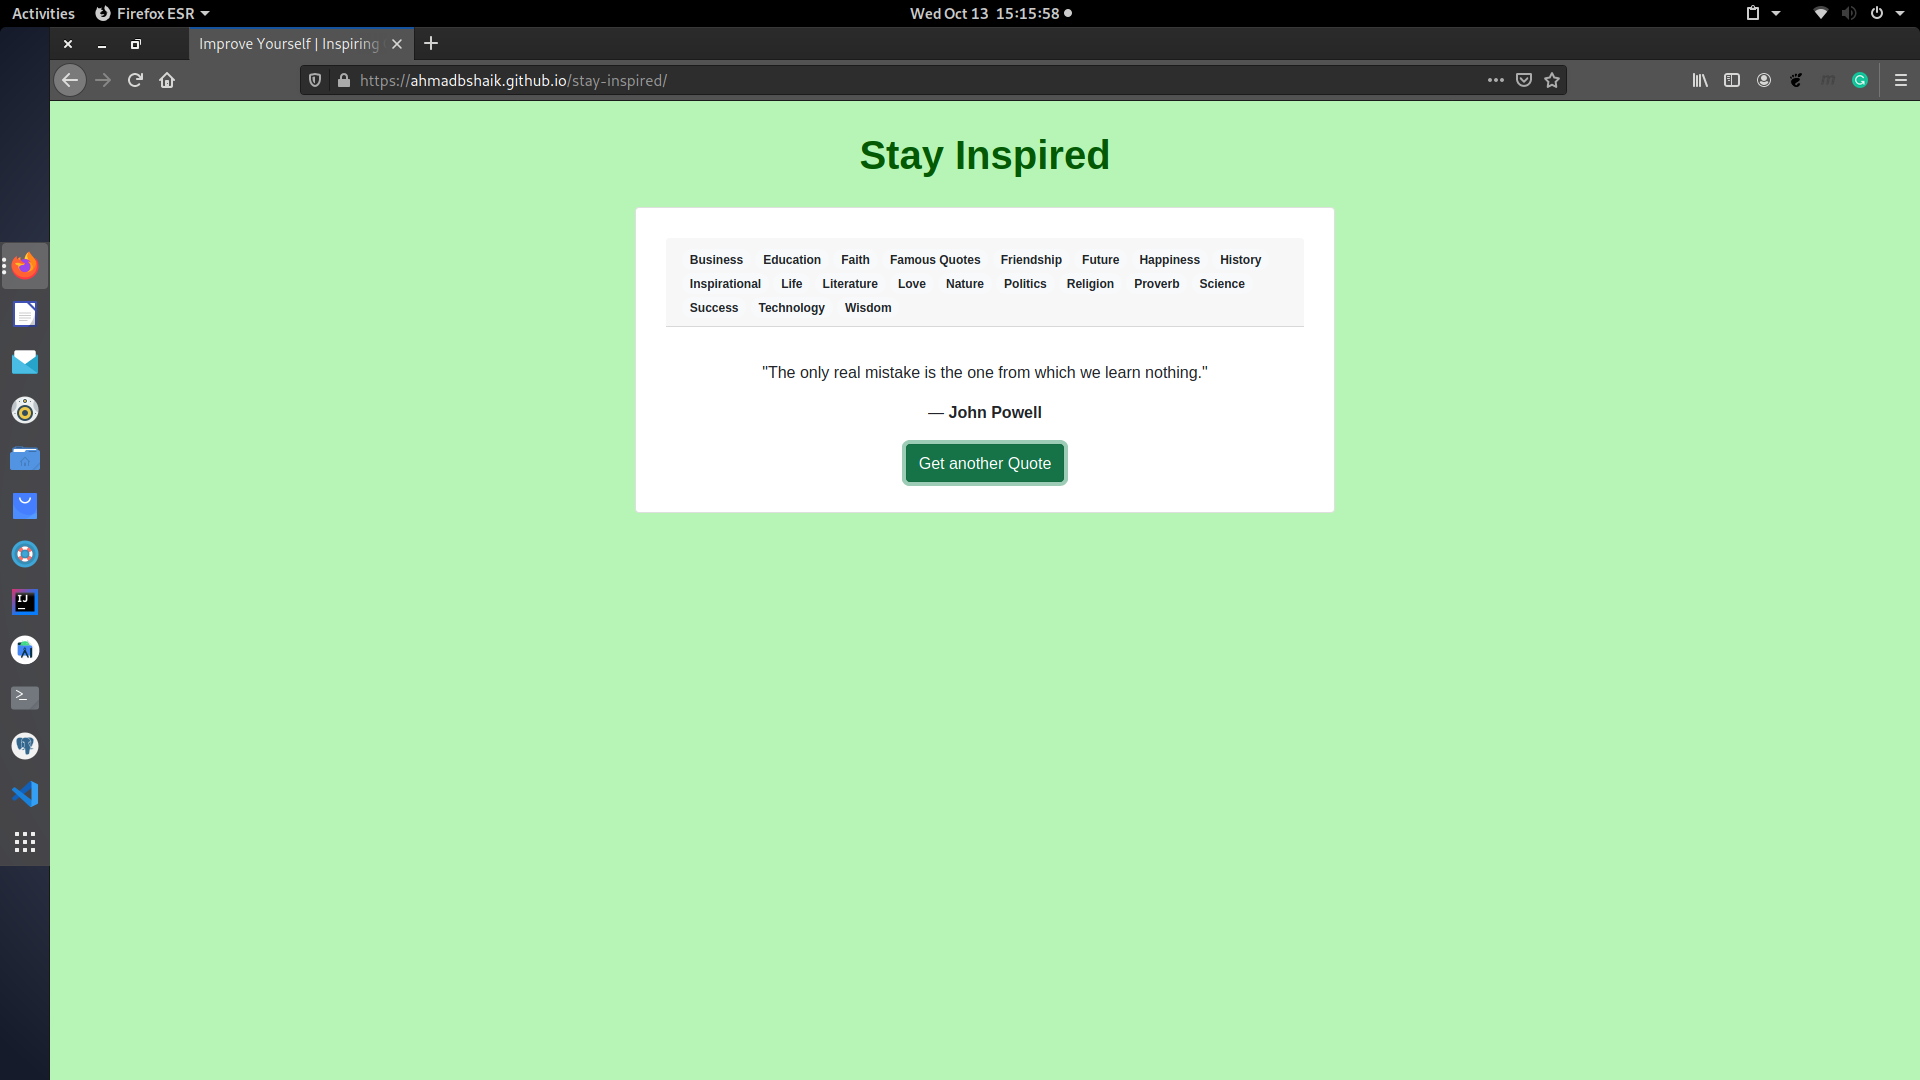 Activities Firefox ESR Wed Oct 13 15:15:58
Improve Yourself | Inspiring
https://ahmadbshaik.github.io/stay-inspired/
Stay Inspired
Business Education Faith Famous Quotes Friendship Future Happiness History
Inspirational Life Literature Love Nature Politics Religion Proverb Science
Success Technology Wisdom
"The only real mistake is the one from which we learn nothing."
— John Powell
Get another Quote
IJ